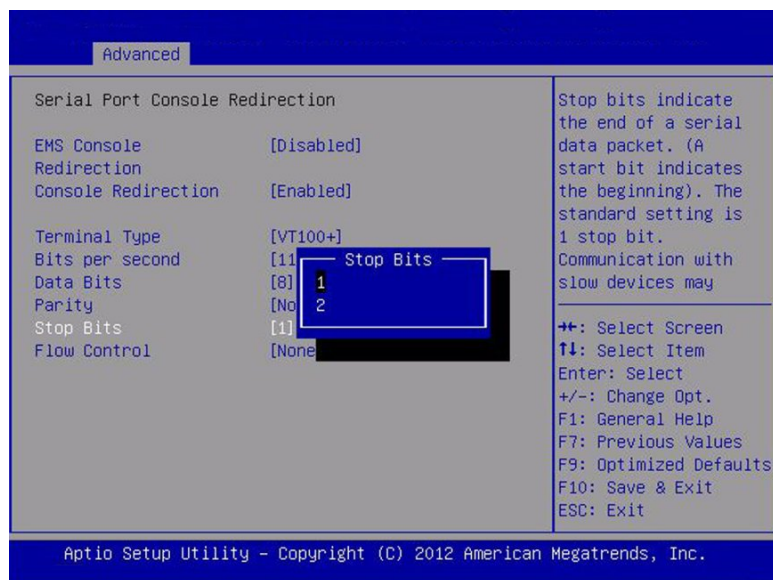 Advanced
Serial Port Console Redirection
EMS Console [Disabled]
Redirection
Console Redirection [Enabled]
Terminal Type [VT100+]
Bits per second [11
Data Bits [8]
Parity [No
Stop Bits [1]
Flow Control [None
Stop Bits
1
2
Stop bits indicate
the end of a serial
data packet. (A
start bit indicates
the beginning). The
standard setting is
1 stop bit.
Communication with
slow devices may
→←: Select Screen
↑↓: Select Item
Enter: Select
+/-: Change Opt.
F1: General Help
F7: Previous Values
F9: Optimized Defaults
F10: Save & Exit
ESC: Exit
Aptio Setup Utility – Copyright (C) 2012 American Megatrends, Inc.